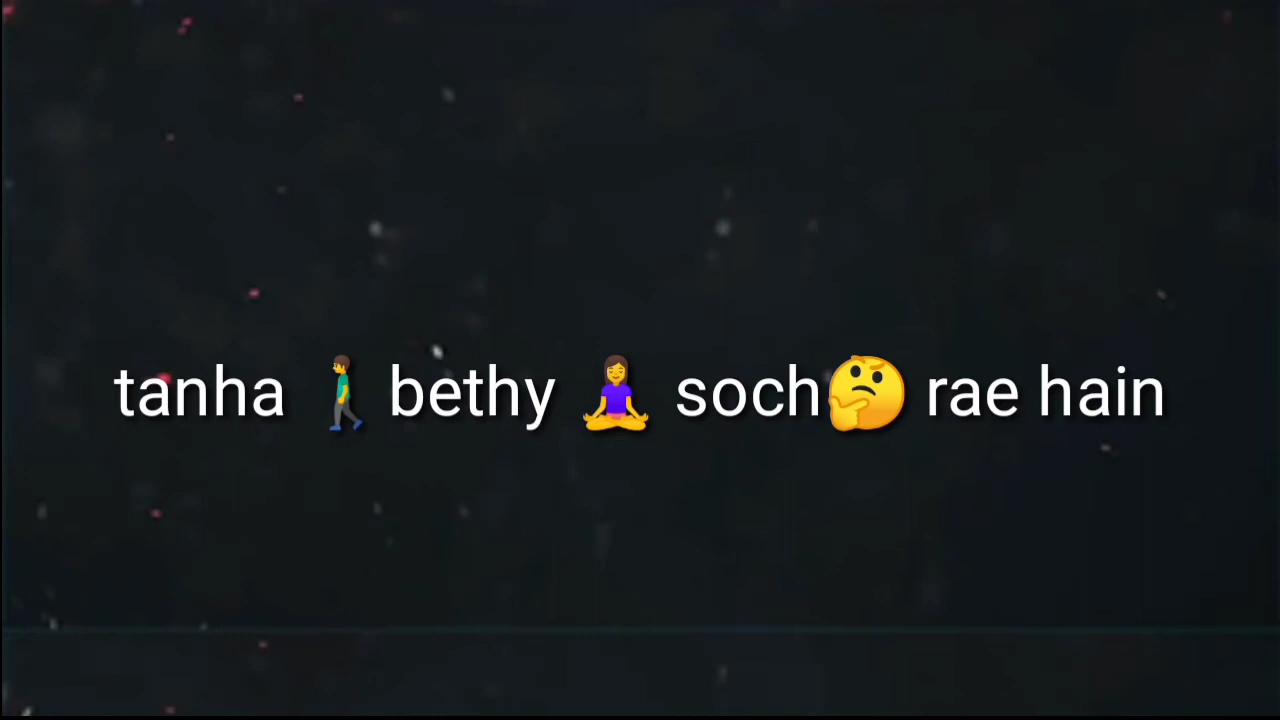 tanha 🚶‍♂️ bethy 🧘‍♀️ soch🤔 rae hain